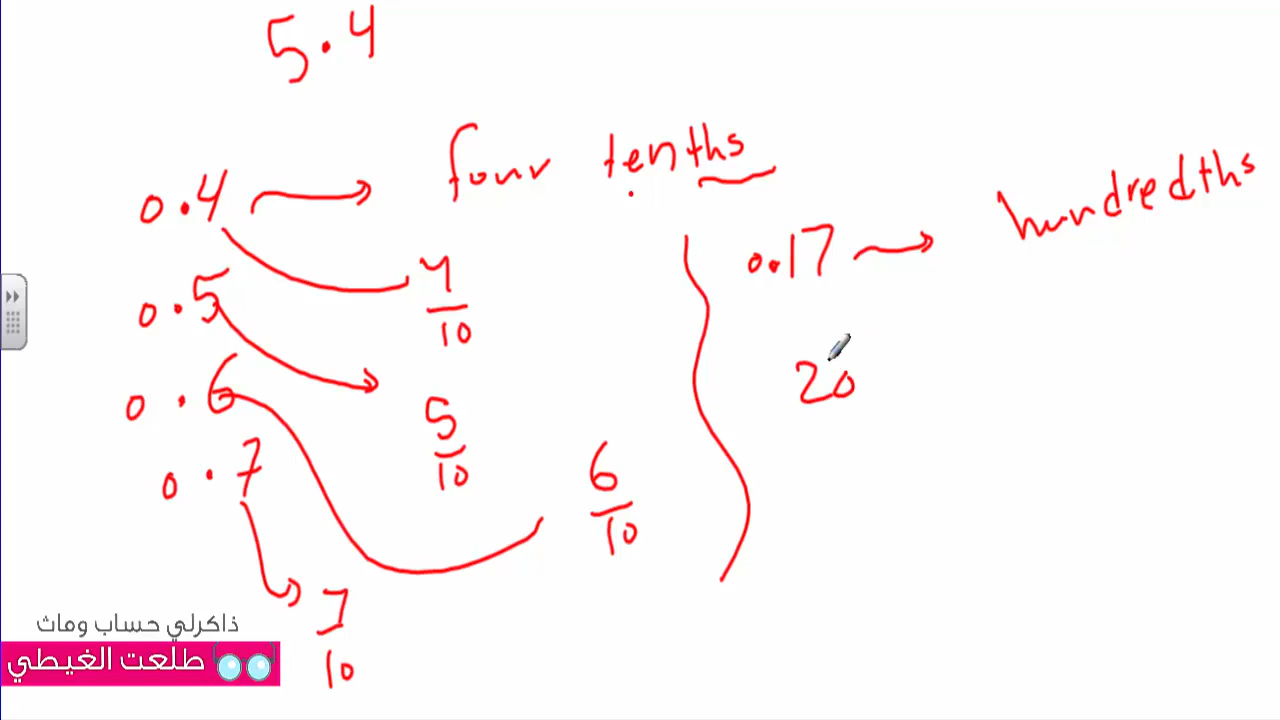 5.4
0.4 → four tenths
4/10
0.5
5/10
0.6
6/10
0.7
7/10
0.17 → hundredths
20
ذاكرلي حساب وماث
طلعت الغيطي